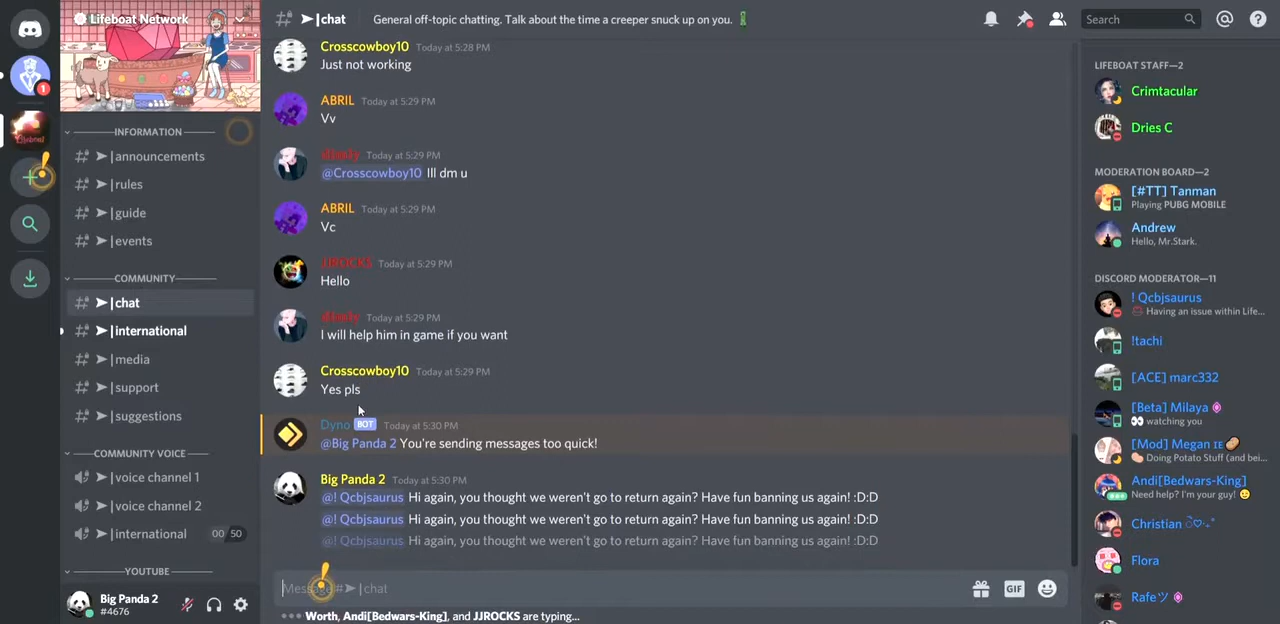 Lifeboat Network
INFORMATION
➤|announcements
➤|rules
➤|guide
➤|events
COMMUNITY
➤|chat
➤|international
➤|media
➤|support
➤|suggestions
COMMUNITY VOICE
➤|voice channel 1
➤|voice channel 2
➤|international 00 50
YOUTUBE
Big Panda 2
#4676
➤|chat General off-topic chatting. Talk about the time a creeper snuck up on you.
Search
Crosscowboy10 Today at 5:28 PM
Just not working
ABRIL Today at 5:29 PM
Vv
Today at 5:29 PM
@Crosscowboy10 Ill dm u
ABRIL Today at 5:29 PM
Vc
JJROCKS Today at 5:29 PM
Hello
Today at 5:29 PM
I will help him in game if you want
Crosscowboy10 Today at 5:29 PM
Yes pls
Dyno BOT Today at 5:30 PM
@Big Panda 2 You're sending messages too quick!
Big Panda 2 Today at 5:30 PM
@! Qcbjsaurus Hi again, you thought we weren't go to return again? Have fun banning us again! :D:D
@! Qcbjsaurus Hi again, you thought we weren't go to return again? Have fun banning us again! :D:D
@! Qcbjsaurus Hi again, you thought we weren't go to return again? Have fun banning us again! :D:D
Message #➤|chat
GIF
Worth, Andi[Bedwars-King], and JJROCKS are typing...
LIFEBOAT STAFF—2
Crimtacular
Dries C
MODERATION BOARD—2
[#TT] Tanman
Playing PUBG MOBILE
Andrew
Hello, Mr.Stark.
DISCORD MODERATOR—11
! Qcbjsaurus
Having an issue within Life...
!tachi
[ACE] marc332
[Beta] Milaya
👀 watching you
[Mod] Megan ɪᴇ 🥔
Doing Potato Stuff (and bei...
Andi[Bedwars-King]
Need help? I'm your guy!
Christian
Flora
Rafeツ
1